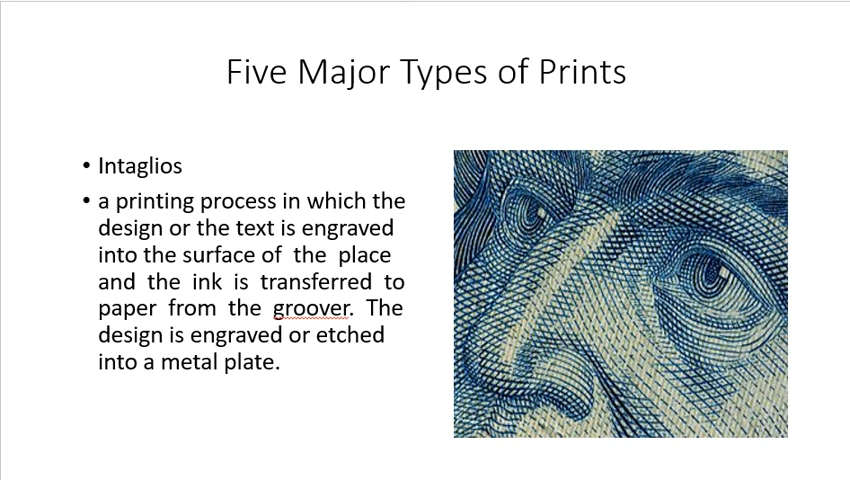 Five Major Types of Prints
• Intaglios
• a printing process in which the
design or the text is engraved
into the surface of the place
and the ink is transferred to
paper from the groover. The
design is engraved or etched
into a metal plate.